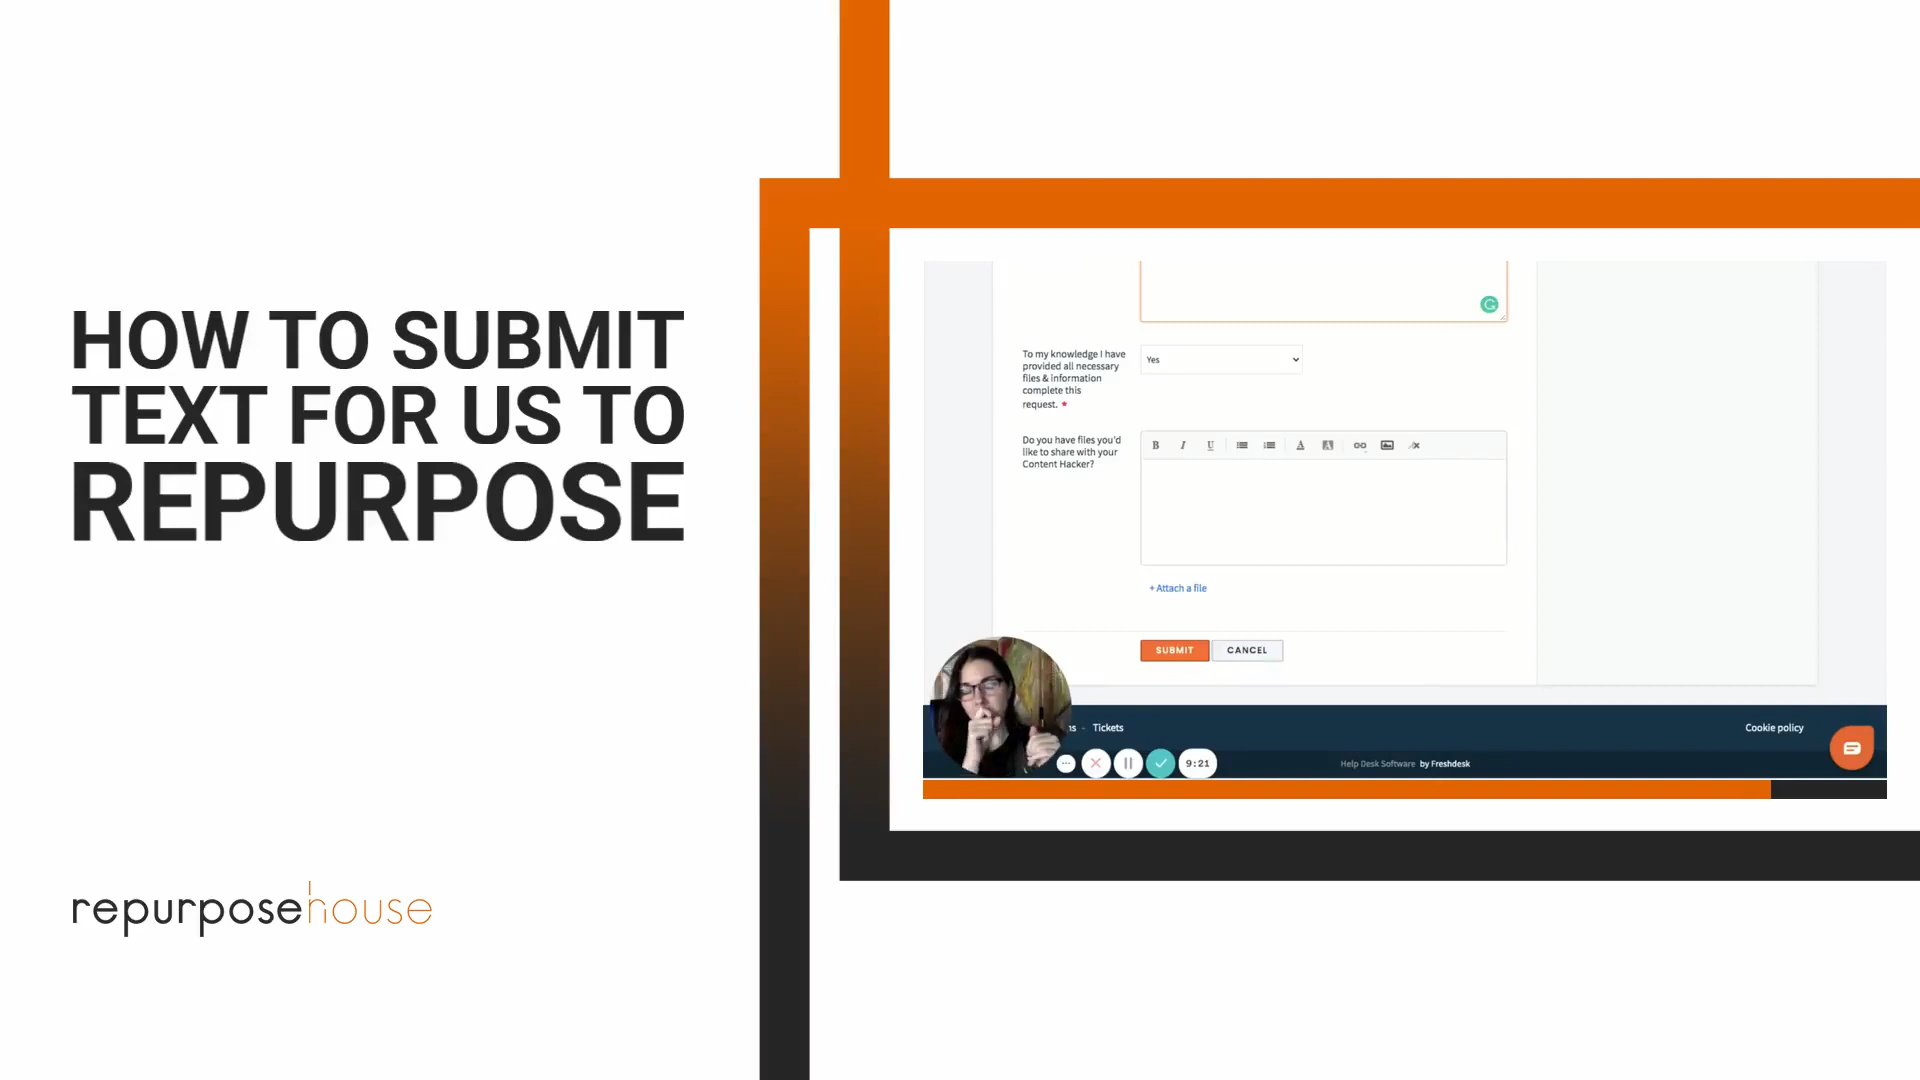 HOW TO SUBMIT
TEXT FOR US TO
REPURPOSE
repurposehouse
To my knowledge I have
provided all necessary
files & information
complete this
request. *
Yes
Do you have files you'd
like to share with your
Content Hacker?
B I U
+ Attach a file
SUBMIT CANCEL
Tickets
Cookie policy
9:21
Help Desk Software by Freshdesk